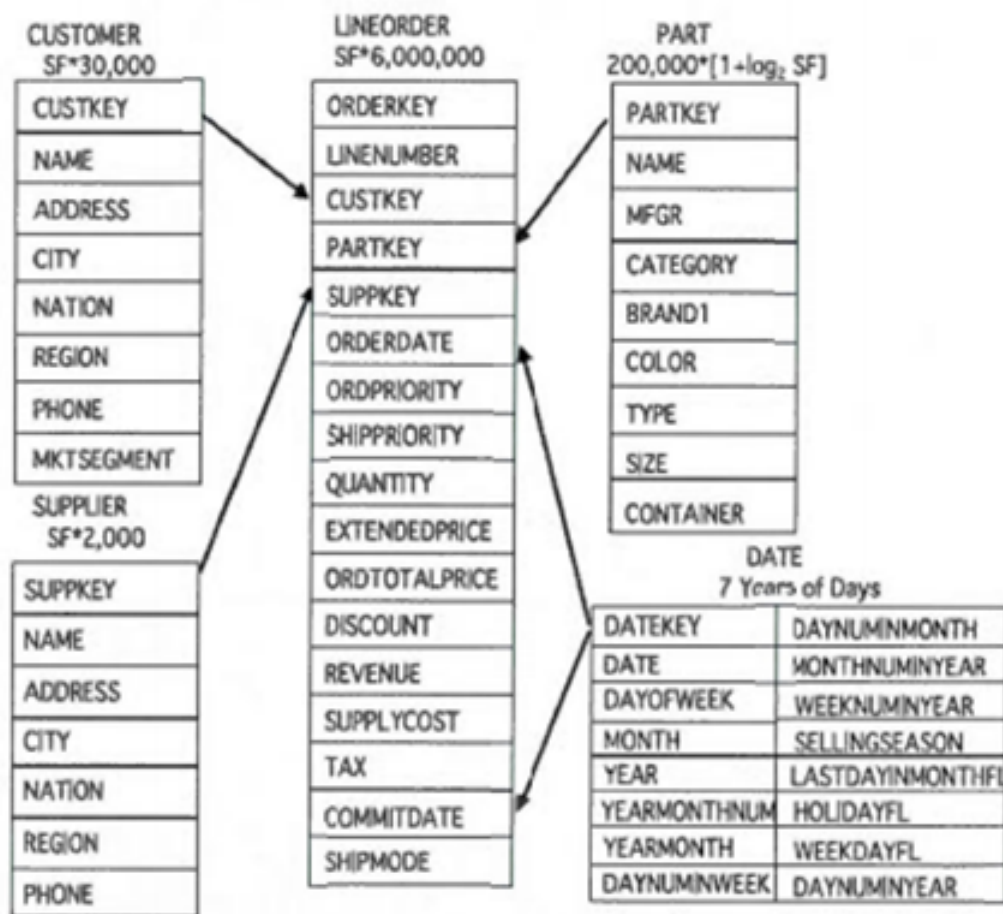 CUSTOMER
SF*30,000
CUSTKEY
NAME
ADDRESS
CITY
NATION
REGION
PHONE
MKTSEGMENT
SUPPLIER
SF*2,000
SUPPKEY
NAME
ADDRESS
CITY
NATION
REGION
PHONE
LINEORDER
SF*6,000,000
ORDERKEY
LINENUMBER
CUSTKEY
PARTKEY
SUPPKEY
ORDERDATE
ORDPRIORITY
SHIPPRIORITY
QUANTITY
EXTENDEDPRICE
ORDTOTALPRICE
DISCOUNT
REVENUE
SUPPLYCOST
TAX
COMMITDATE
SHIPMODE
PART
200,000*[1+log₂ SF]
PARTKEY
NAME
MFGR
CATEGORY
BRAND1
COLOR
TYPE
SIZE
CONTAINER
DATE
7 Years of Days
DATEKEY DAYNUMINMONTH
DATE MONTHNUMINYEAR
DAYOFWEEK WEEKNUMINYEAR
MONTH SELLINGSEASON
YEAR LASTDAYINMONTHFL
YEARMONTHNUM HOLIDAYFL
YEARMONTH WEEKDAYFL
DAYNUMINWEEK DAYNUMINYEAR